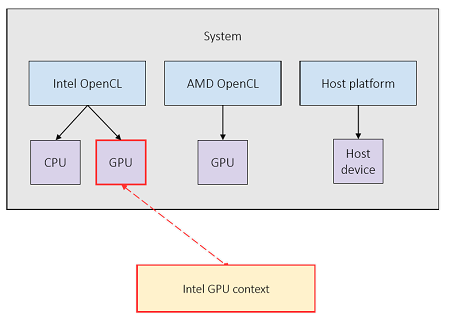 System
Intel OpenCL
AMD OpenCL
Host platform
CPU
GPU
GPU
Host
device
Intel GPU context